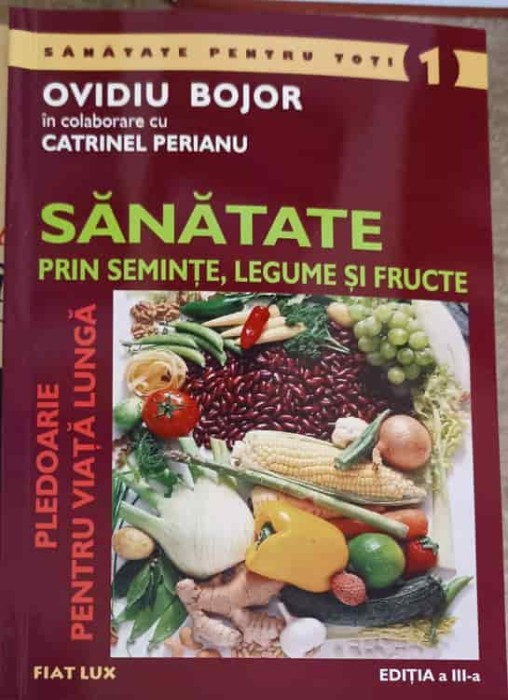 SĂNĂTATE PENTRU TOȚI 1
OVIDIU BOJOR
în colaborare cu
CATRINEL PERIANU
SĂNĂTATE
PRIN SEMINȚE, LEGUME ȘI FRUCTE
PLEDOARIE
PENTRU VIAȚĂ LUNGĂ
FIAT LUX
EDIȚIA a III-a